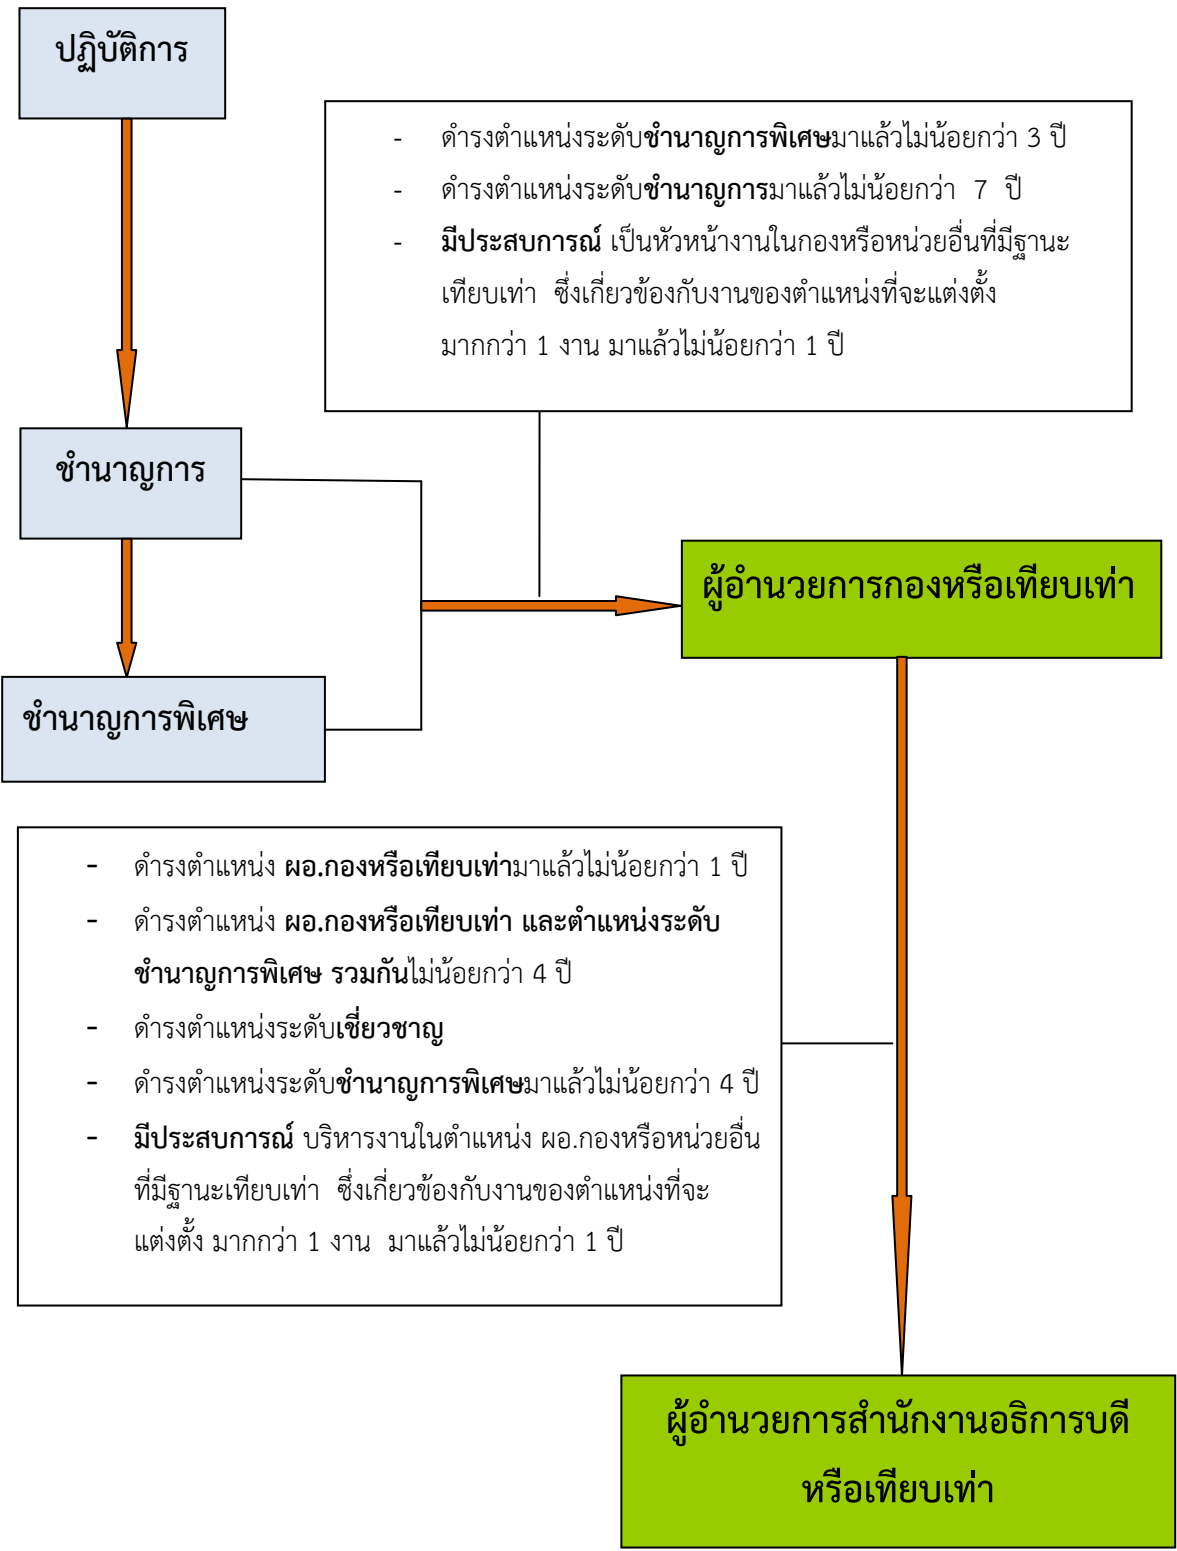 ปฏิบัติการ
- ดำรงตำแหน่งระดับชำนาญการพิเศษมาแล้วไม่น้อยกว่า 3 ปี
- ดำรงตำแหน่งระดับชำนาญการมาแล้วไม่น้อยกว่า 7 ปี
- มีประสบการณ์ เป็นหัวหน้างานในกองหรือหน่วยอื่นที่มีฐานะ
เทียบเท่า ซึ่งเกี่ยวข้องกับงานของตำแหน่งที่จะแต่งตั้ง
มากกว่า 1 งาน มาแล้วไม่น้อยกว่า 1 ปี
ชำนาญการ
ผู้อำนวยการกองหรือเทียบเท่า
ชำนาญการพิเศษ
- ดำรงตำแหน่ง ผอ.กองหรือเทียบเท่ามาแล้วไม่น้อยกว่า 1 ปี
- ดำรงตำแหน่ง ผอ.กองหรือเทียบเท่า และตำแหน่งระดับ
ชำนาญการพิเศษ รวมกันไม่น้อยกว่า 4 ปี
- ดำรงตำแหน่งระดับเชี่ยวชาญ
- ดำรงตำแหน่งระดับชำนาญการพิเศษมาแล้วไม่น้อยกว่า 4 ปี
- มีประสบการณ์ บริหารงานในตำแหน่ง ผอ.กองหรือหน่วยอื่น
ที่มีฐานะเทียบเท่า ซึ่งเกี่ยวข้องกับงานของตำแหน่งที่จะ
แต่งตั้ง มากกว่า 1 งาน มาแล้วไม่น้อยกว่า 1 ปี
ผู้อำนวยการสำนักงานอธิการบดี
หรือเทียบเท่า